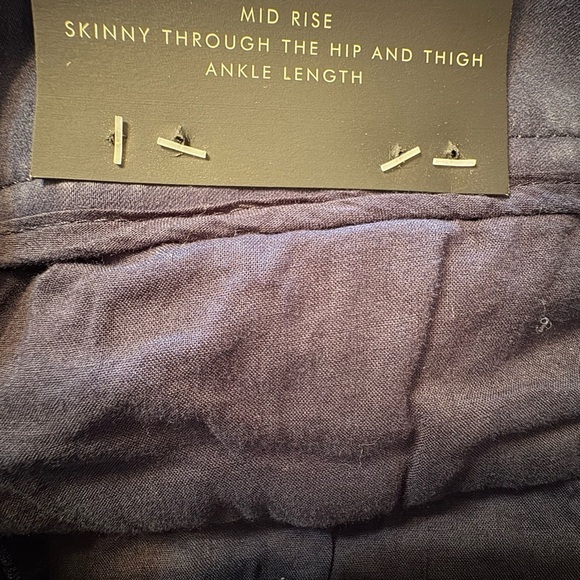 MID RISE
SKINNY THROUGH THE HIP AND THIGH
ANKLE LENGTH